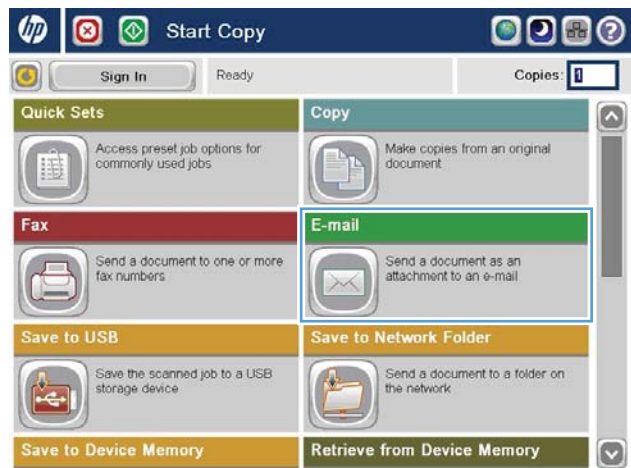 hp
Start Copy
?
Sign In
Ready
Copies: 1
Quick Sets
Access preset job options for
commonly used jobs
Copy
Make copies from an original
document
Fax
Send a document to one or more
fax numbers
E-mail
Send a document as an
attachment to an e-mail
Save to USB
Save the scanned job to a USB
storage device
Save to Network Folder
Send a document to a folder on
the network
Save to Device Memory
Retrieve from Device Memory